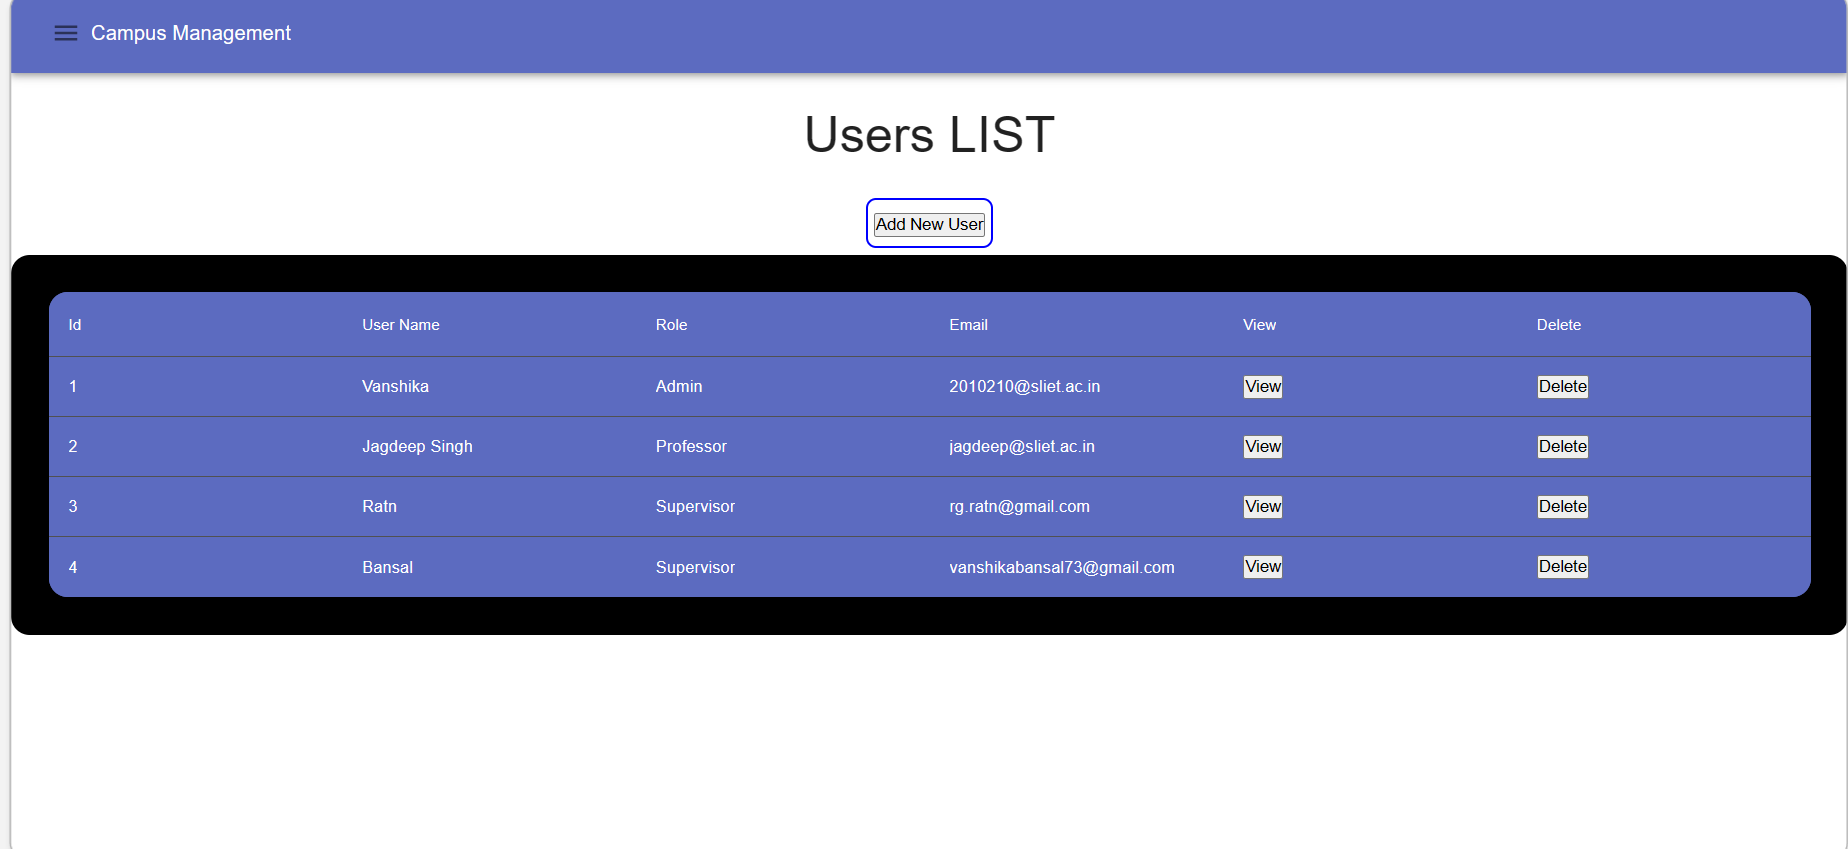 Campus Management
Users LIST
Add New User
Id User Name Role Email View Delete
1 Vanshika Admin 2010210@sliet.ac.in View Delete
2 Jagdeep Singh Professor jagdeep@sliet.ac.in View Delete
3 Ratn Supervisor rg.ratn@gmail.com View Delete
4 Bansal Supervisor vanshikabansal73@gmail.com View Delete